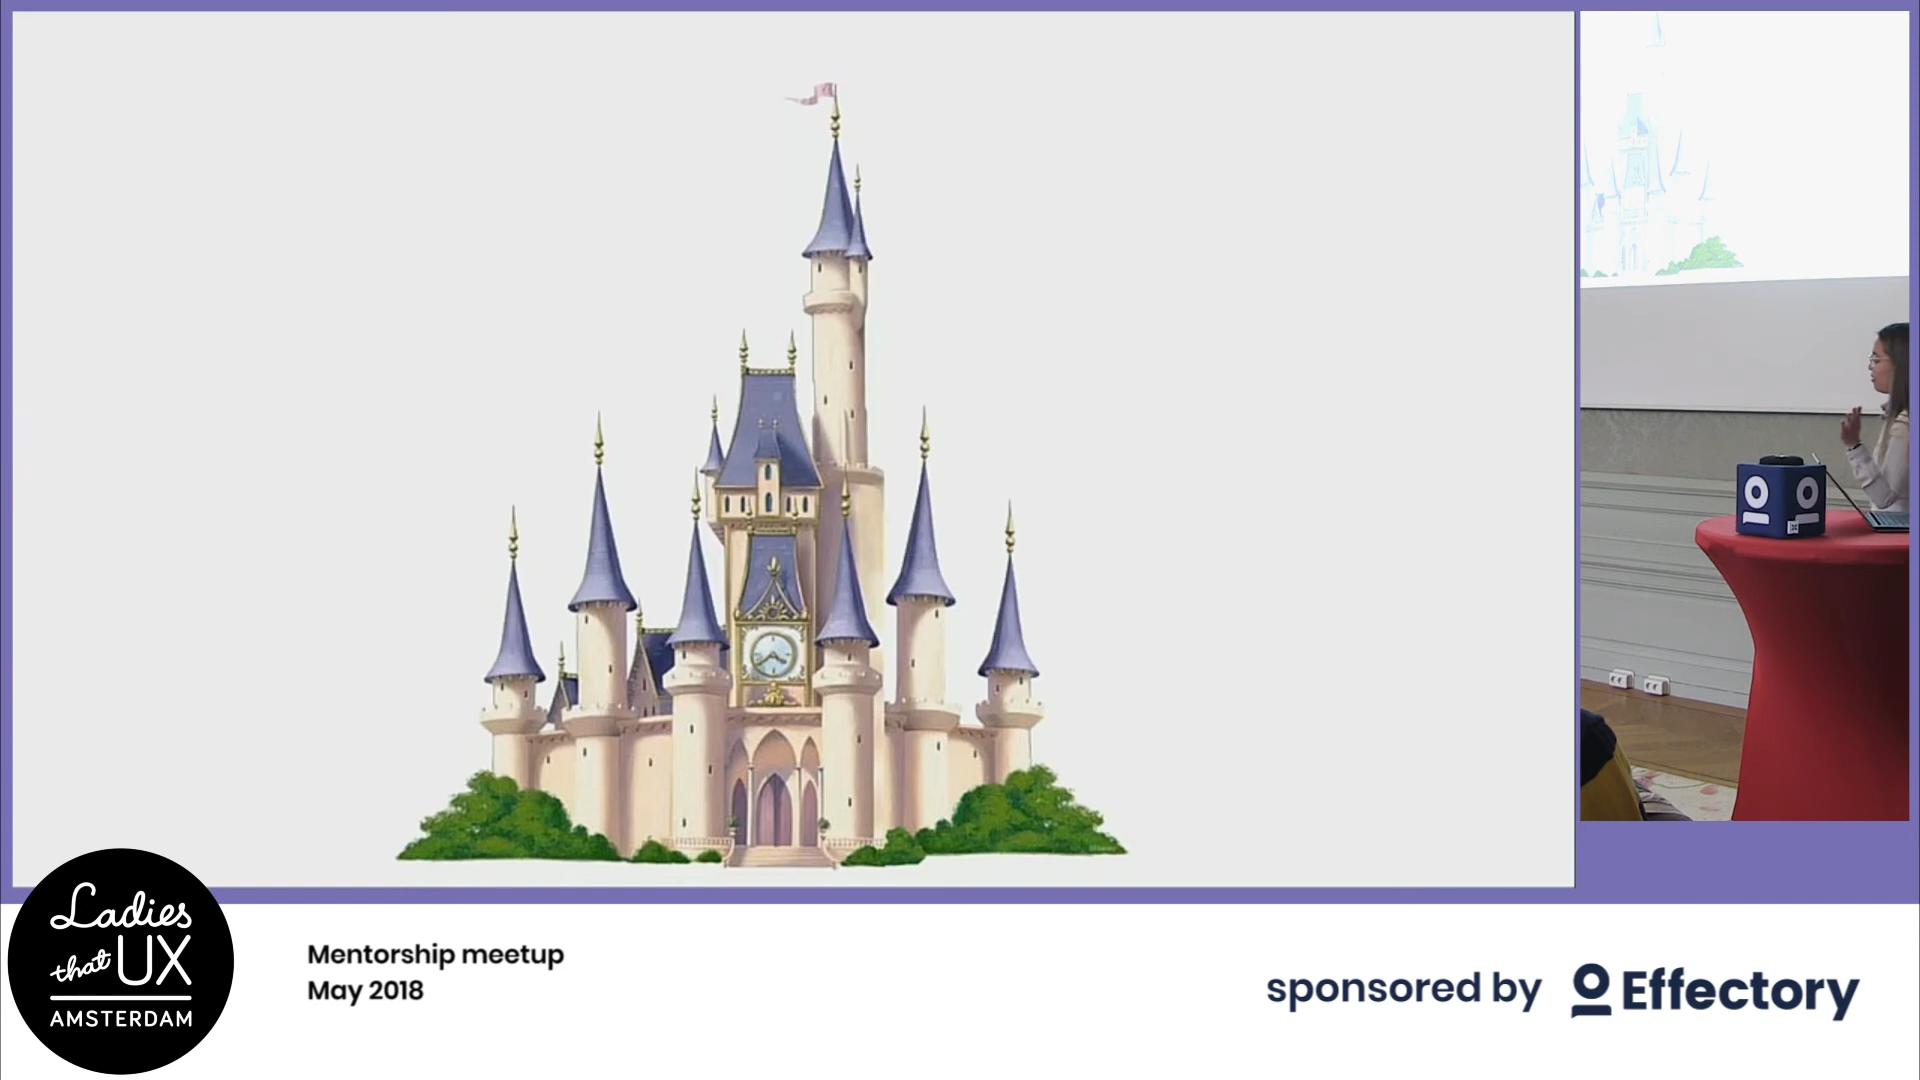 Ladies
that UX
AMSTERDAM
Mentorship meetup
May 2018
sponsored by Effectory